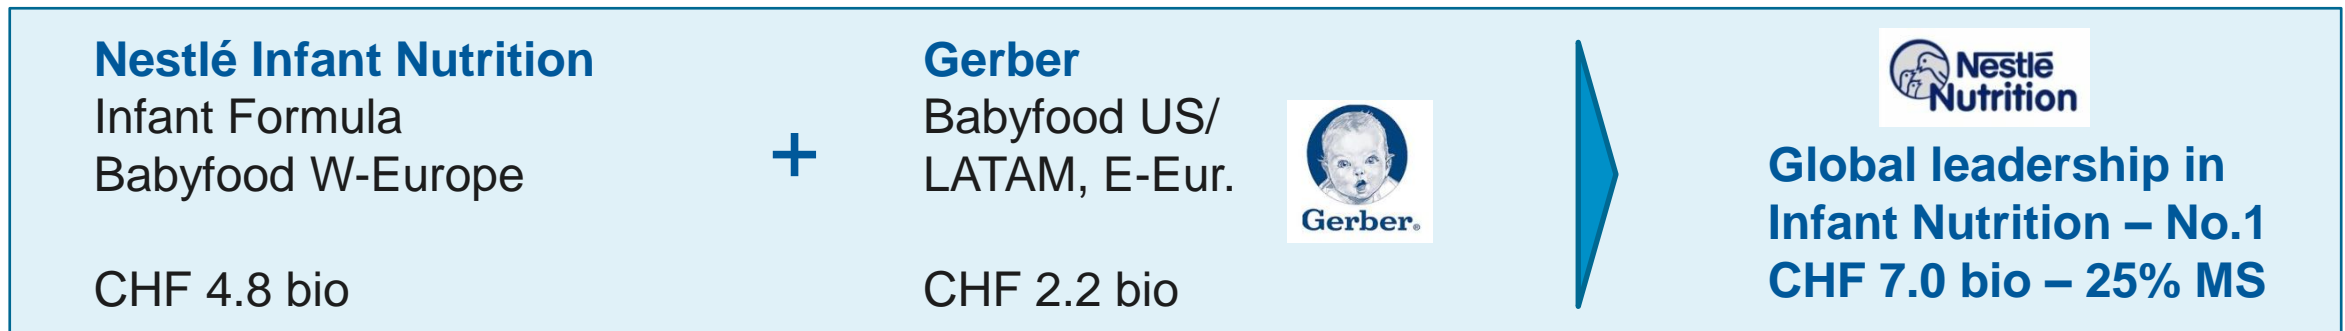 Nestlé Infant Nutrition
Infant Formula
Babyfood W-Europe
CHF 4.8 bio
+
Gerber
Babyfood US/
LATAM, E-Eur.
CHF 2.2 bio
Gerber®
Nestlé
Nutrition
Global leadership in
Infant Nutrition – No.1
CHF 7.0 bio – 25% MS